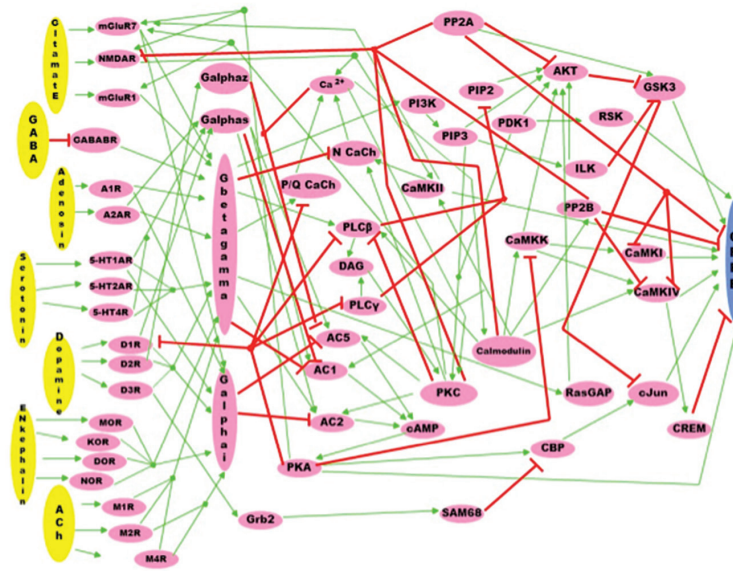 GltamatE
GABA
Adenosin
Serotonin
Dopamine
ENkephalin
ACh
mGluR7
NMDAR
mGluR1
GABABR
A1R
A2AR
5-HT1AR
5-HT2AR
5-HT4R
D1R
D2R
D3R
MOR
KOR
DOR
NOR
M1R
M2R
M4R
Galphaz
Galphas
Gbetagamma
Galphai
Grb2
Ca 2+
N CaCh
P/Q CaCh
PLCβ
DAG
PLCγ
AC5
AC1
AC2
cAMP
PKA
PKC
PI3K
PIP3
PIP2
PDK1
CaMKII
Calmodulin
CaMKK
PP2A
AKT
GSK3
RSK
ILK
PP2B
CaMKI
CaMKIV
RasGAP
cJun
CREM
CBP
SAM68